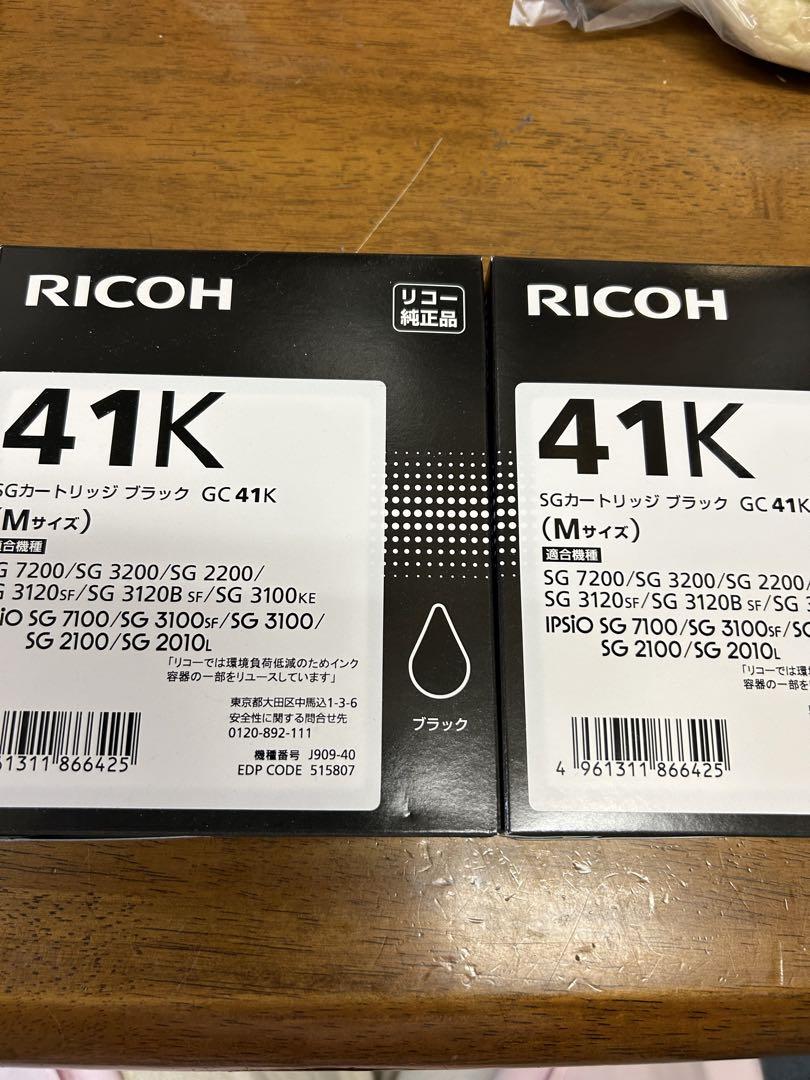 RICOH
リコー
純正品
41K
SGカートリッジ ブラック GC 41K
(Mサイズ)
適合機種
SG 7200/SG 3200/SG 2200/
SG 3120SF/SG 3120B SF/SG 3100KE
IPSiO SG 7100/SG 3100SF/SG 3100/
SG 2100/SG 2010L
「リコーでは環境負荷低減のためインク
容器の一部をリユースしています」
東京都大田区中馬込1-3-6
安全性に関する問合せ先
0120-892-111
機種番号 J909-40
EDP CODE 515807
961311 866425
ブラック
RICOH
41K
SGカートリッジ ブラック GC 41K
(Mサイズ)
適合機種
SG 7200/SG 3200/SG 2200/
SG 3120SF/SG 3120B SF/SG 3
IPSiO SG 7100/SG 3100SF/SG
SG 2100/SG 2010L
「リコーでは環
容器の一部を
4 961311 866425